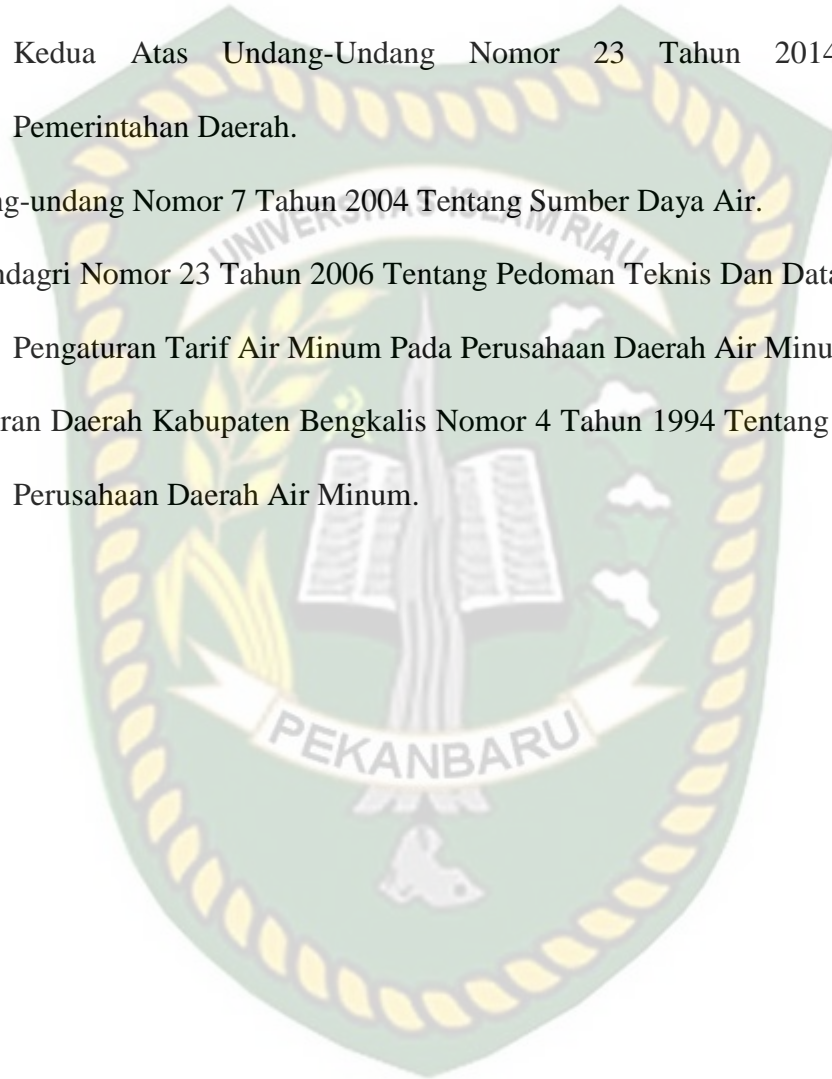 Kedua Atas Undang-Undang Nomor 23 Tahun 2014
Pemerintahan Daerah.
ng-undang Nomor 7 Tahun 2004 Tentang Sumber Daya Air.
ndagri Nomor 23 Tahun 2006 Tentang Pedoman Teknis Dan Data
Pengaturan Tarif Air Minum Pada Perusahaan Daerah Air Minu
ran Daerah Kabupaten Bengkalis Nomor 4 Tahun 1994 Tentang
Perusahaan Daerah Air Minum.
UNIVERSITAS ISLAM RIAU
PEKANBARU